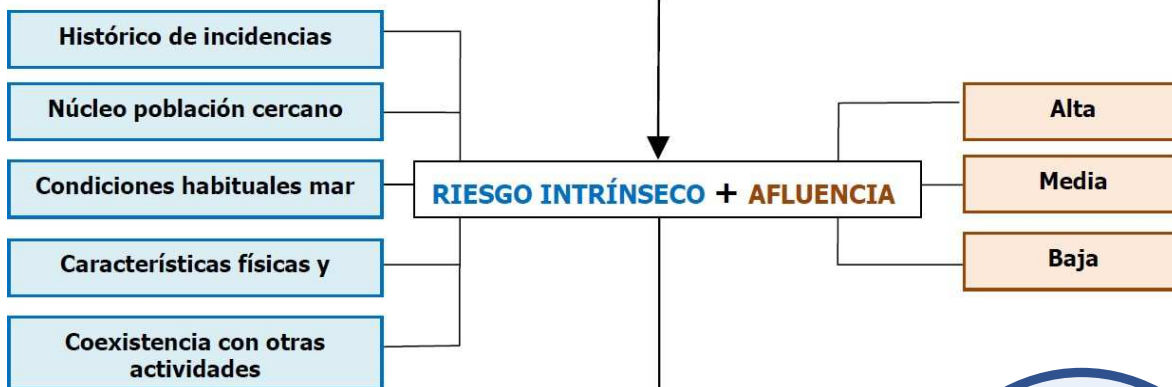 Histórico de incidencias
Núcleo población cercano
Condiciones habituales mar
Características físicas y
Coexistencia con otras
actividades
RIESGO INTRÍNSECO + AFLUENCIA
Alta
Media
Baja